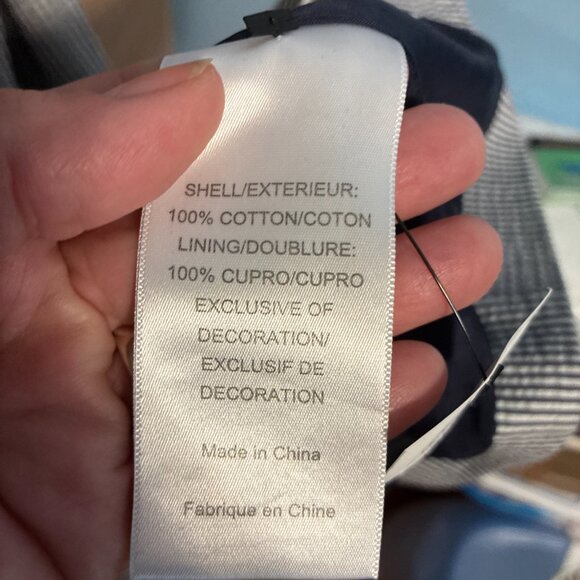 SHELL/EXTERIEUR:
100% COTTON/COTON
LINING/DOUBLURE:
100% CUPRO/CUPRO
EXCLUSIVE OF
DECORATION/
EXCLUSIF DE
DECORATION
Made in China
Fabrique en Chine